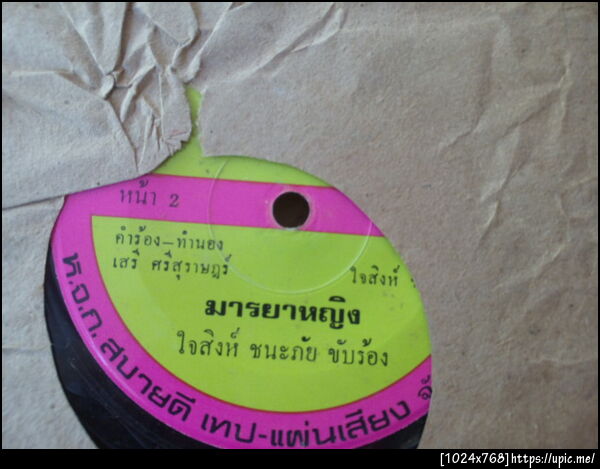 หน้า 2
คำร้อง-ทำนอง
เสรี ศรีสุราษฎร์
ใจสิงห์
มารยาหญิง
ใจสิงห์ ชนะภัย ขับร้อง
ห.จ.ก. สบายดี เทป-แผ่นเสียง
[1024x768]https://upic.me/